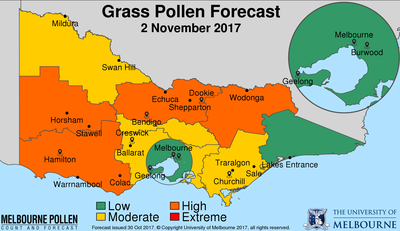 Grass Pollen Forecast
2 November 2017
Mildura
Swan Hill
Melbourne
Burwood
Geelong
Echuca
Dookie
Shepparton
Wodonga
Horsham
Stawell
Bendigo
Creswick
Ballarat
Melbourne
Hamilton
Lakes Entrance
Traralgon
Sale
Geelong
Churchill
Warrnambool
Colac
Low
High
Moderate
Extreme
MELBOURNE POLLEN
COUNT AND FORECAST
Forecast issued 30 Oct 2017. © Copyright University of Melbourne 2017, all rights reserved.
THE UNIVERSITY OF
MELBOURNE